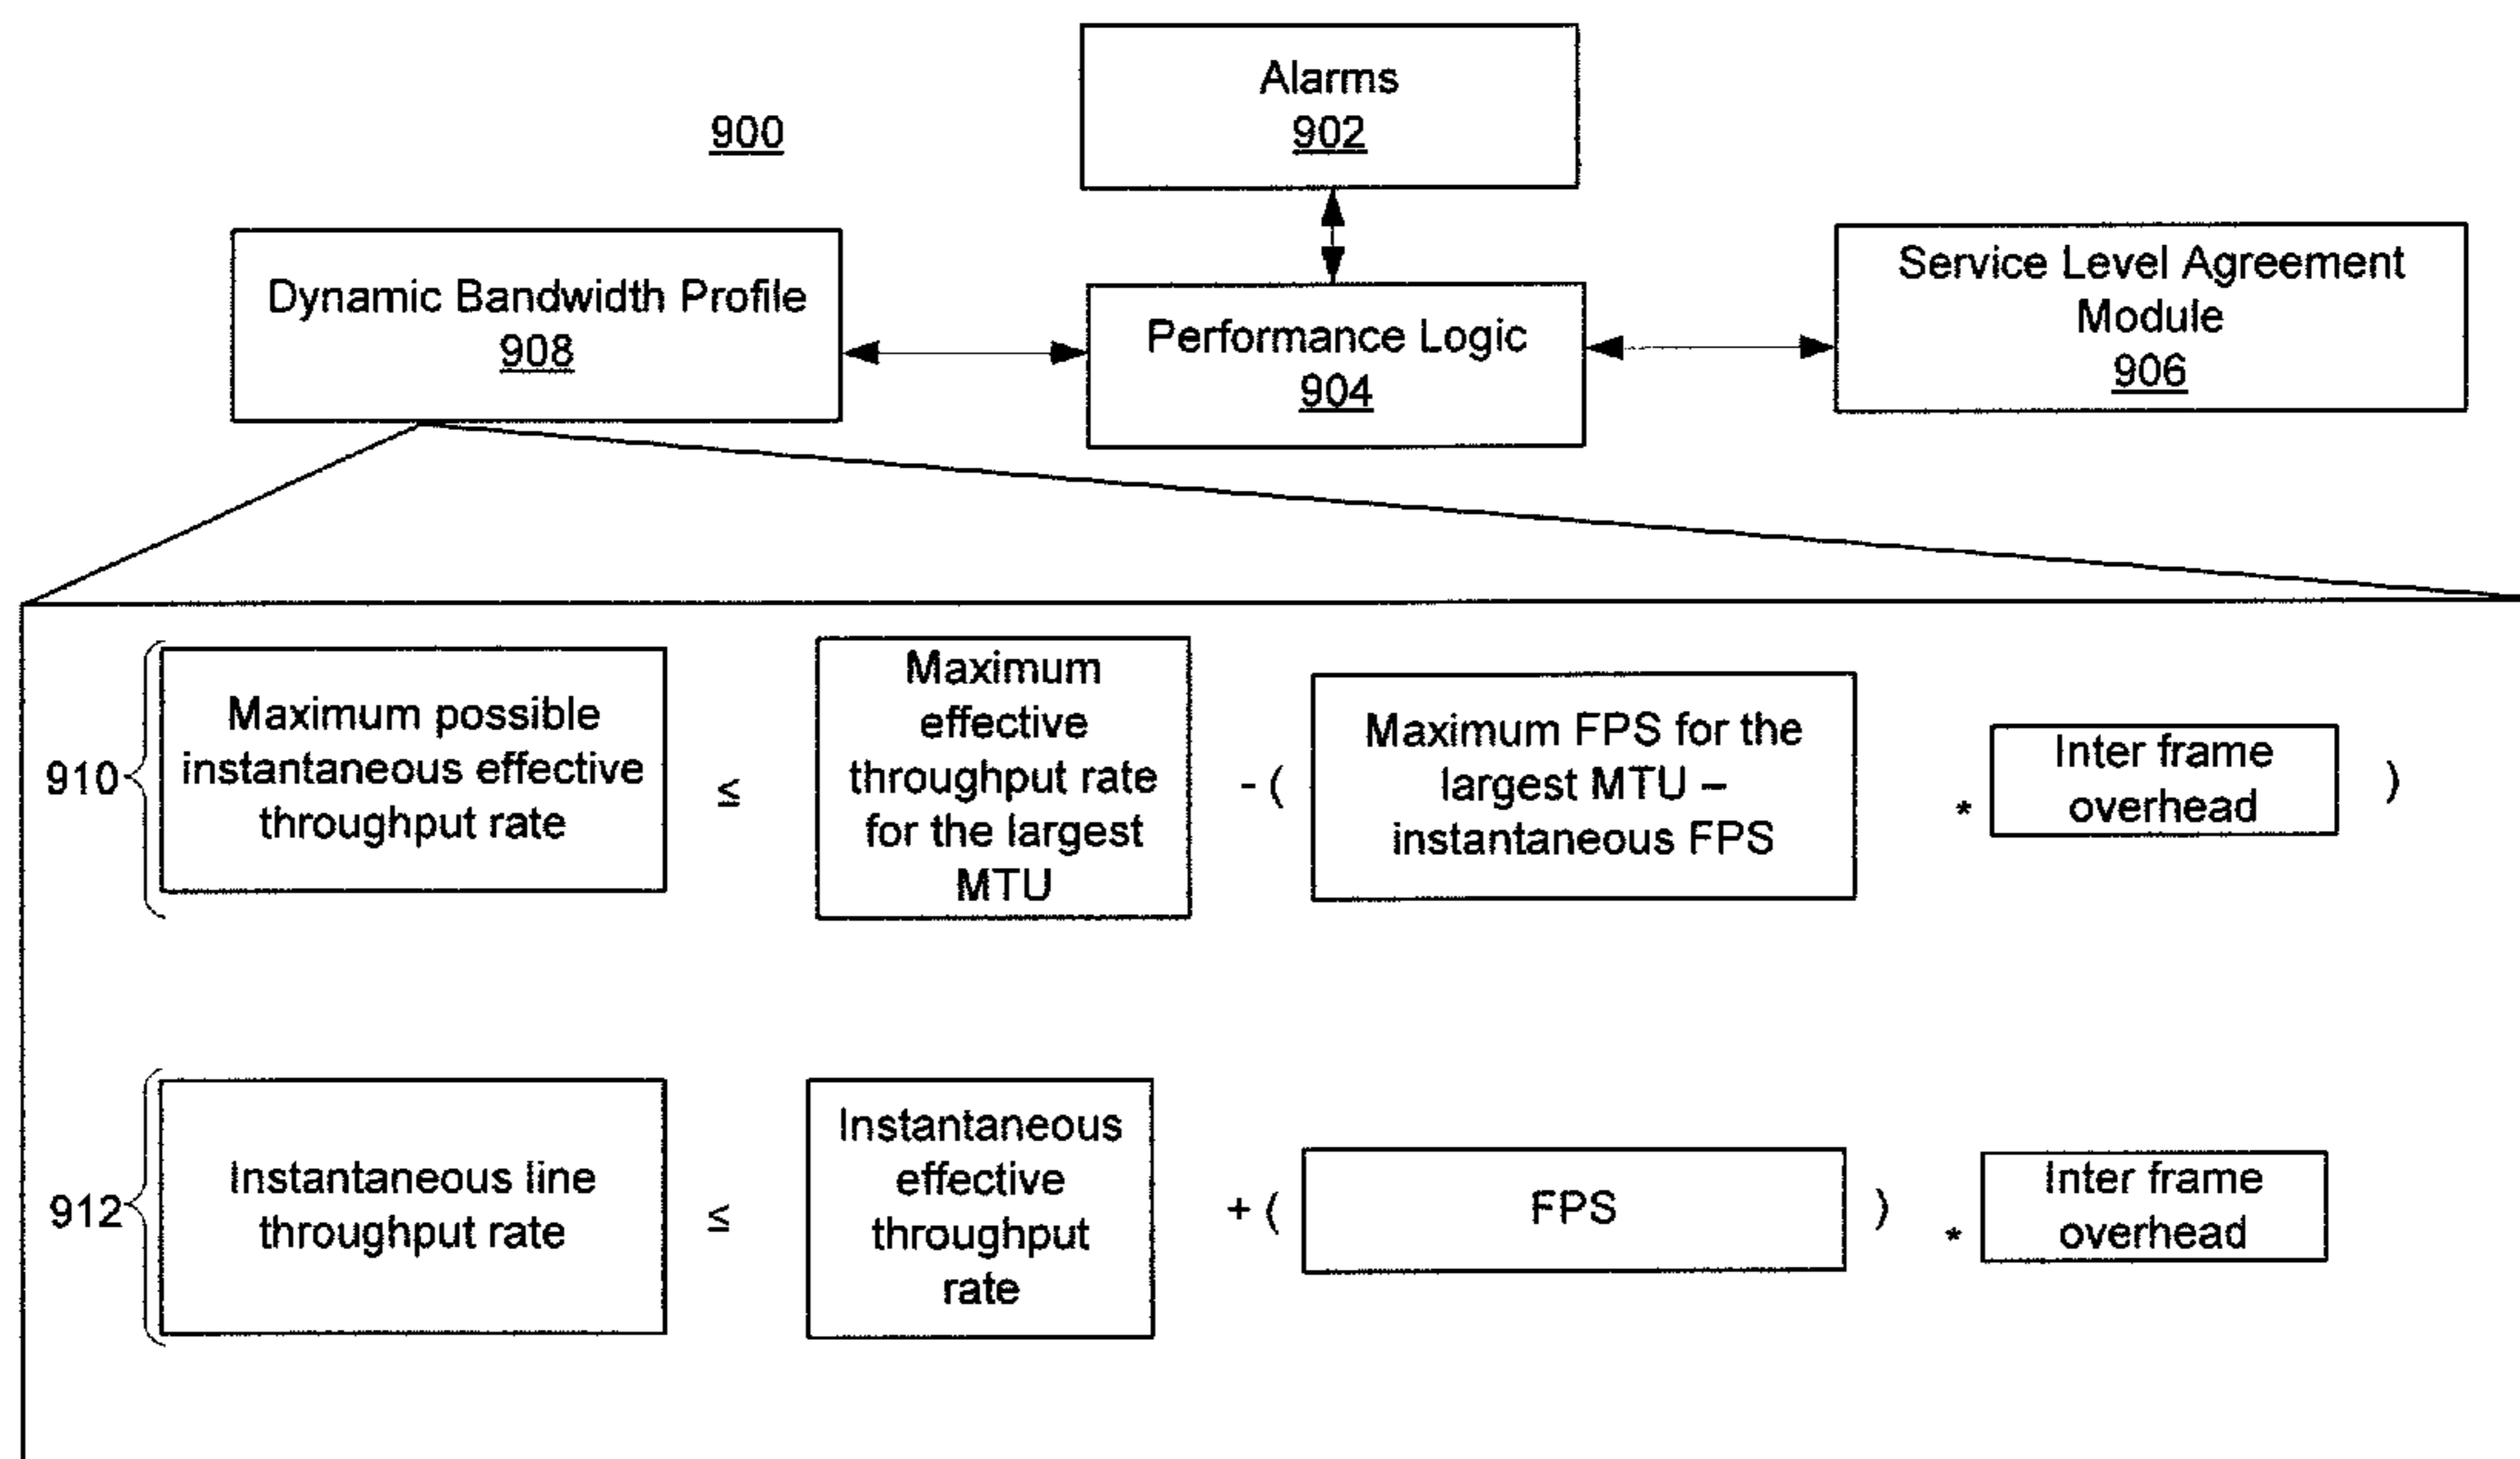 Alarms
902
900
Dynamic Bandwidth Profile
908
Performance Logic
904
Service Level Agreement
Module
906
910
Maximum possible
instantaneous effective
throughput rate
≤
Maximum
effective
throughput rate
for the largest
MTU
- (
Maximum FPS for the
largest MTU –
instantaneous FPS
*
Inter frame
overhead
)
912
Instantaneous line
throughput rate
≤
Instantaneous
effective
throughput
rate
+ (
FPS
)
*
Inter frame
overhead